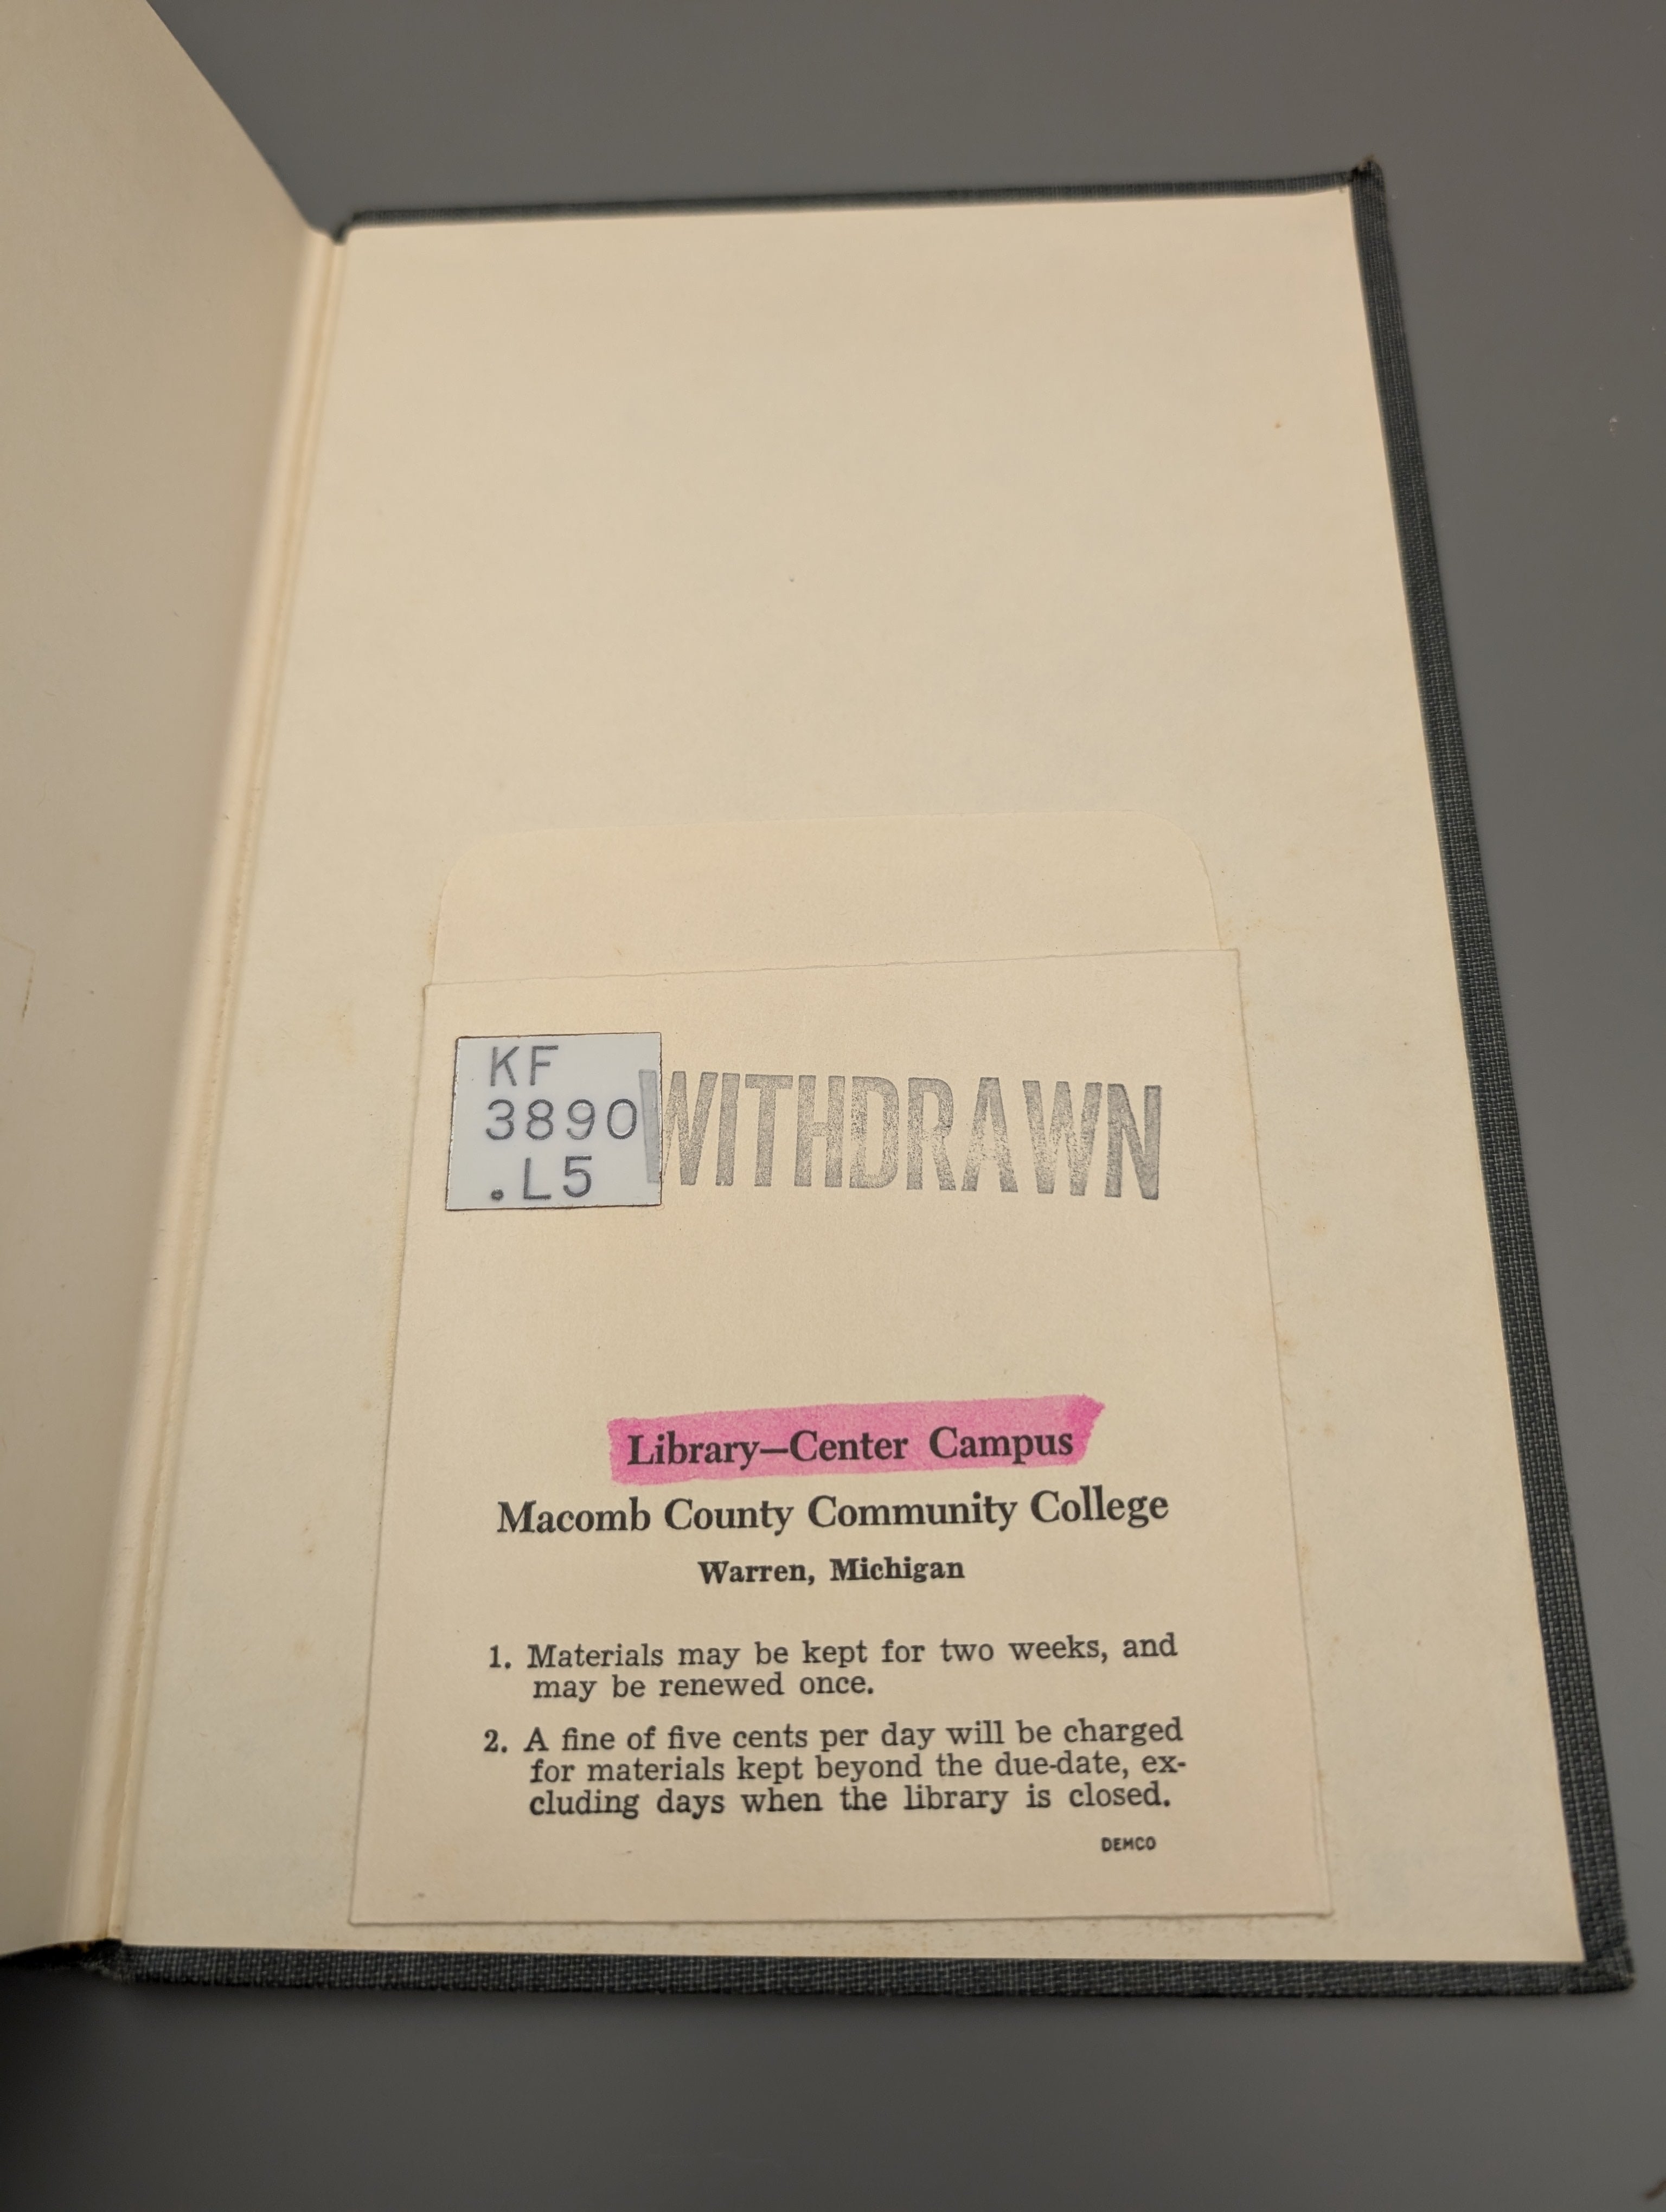 KF
3890
.L5
WITHDRAWN
Library—Center Campus
Macomb County Community College
Warren, Michigan
1. Materials may be kept for two weeks, and
may be renewed once.
2. A fine of five cents per day will be charged
for materials kept beyond the due-date, ex-
cluding days when the library is closed.
DEMCO